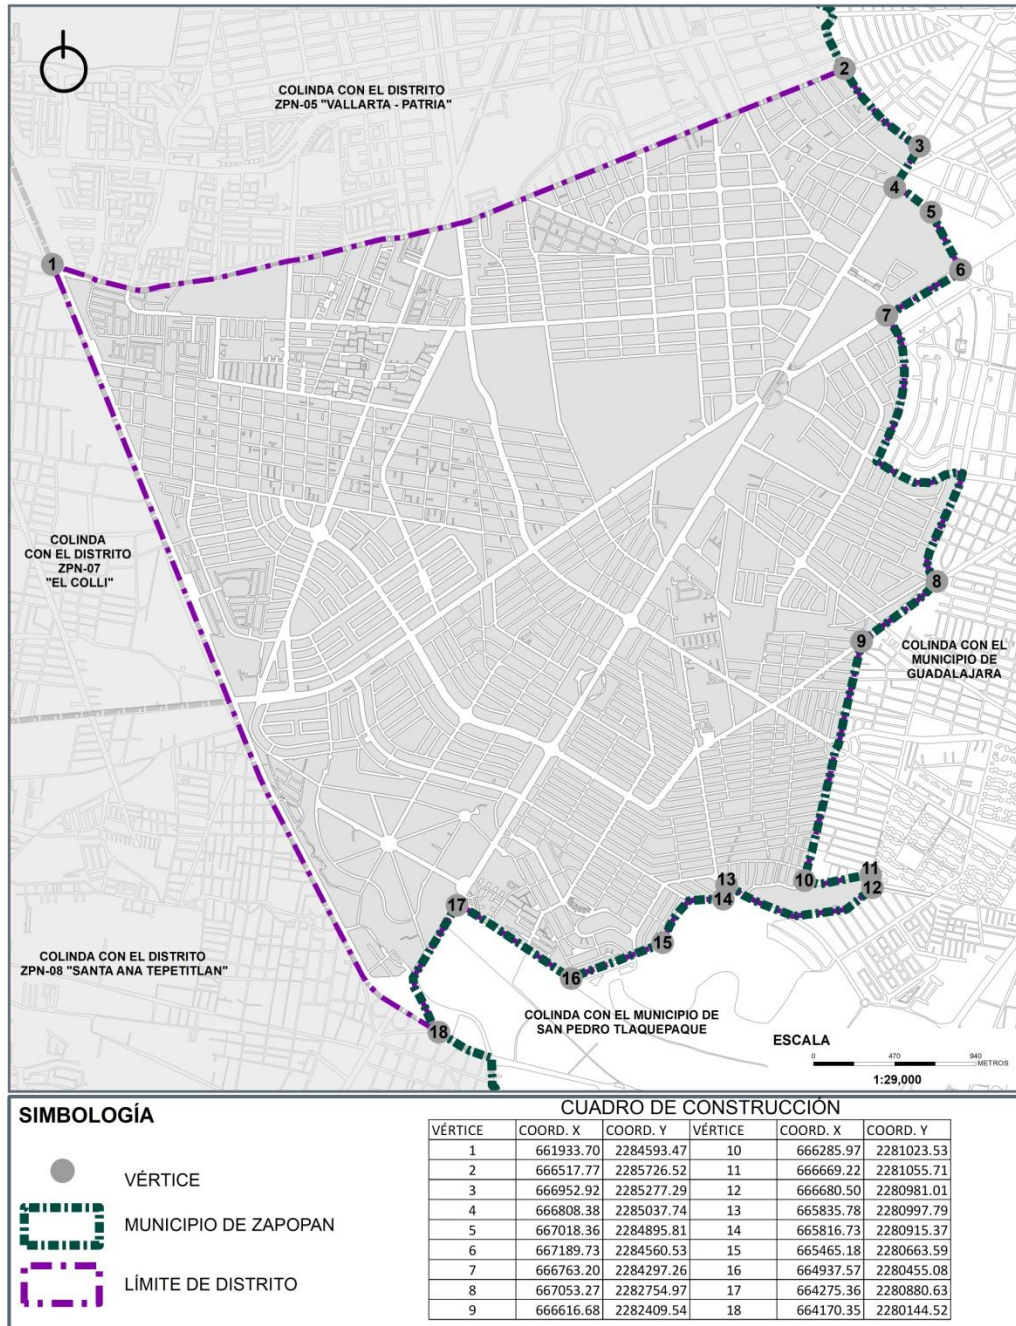 COLINDA CON EL DISTRITO
ZPN-05 "VALLARTA - PATRIA"
2
3
4
5
1
6
7
COLINDA
CON EL DISTRITO
ZPN-07
"EL COLLI"
8
9
COLINDA CON EL
MUNICIPIO DE
GUADALAJARA
10
11
12
13
14
17
15
16
COLINDA CON EL DISTRITO
ZPN-08 "SANTA ANA TEPETITLAN"
COLINDA CON EL MUNICIPIO DE
SAN PEDRO TLAQUEPAQUE
18
ESCALA
0 470 940
METROS
1:29,000
SIMBOLOGÍA
VÉRTICE
MUNICIPIO DE ZAPOPAN
LÍMITE DE DISTRITO
CUADRO DE CONSTRUCCIÓN
VÉRTICE COORD. X COORD. Y VÉRTICE COORD. X COORD. Y
1 661933.70 2284593.47 10 666285.97 2281023.53
2 666517.77 2285726.52 11 666669.22 2281055.71
3 666952.92 2285277.29 12 666680.50 2280981.01
4 666808.38 2285037.74 13 665835.78 2280997.79
5 667018.36 2284895.81 14 665816.73 2280915.37
6 667189.73 2284560.53 15 665465.18 2280663.59
7 666763.20 2284297.26 16 664937.57 2280455.08
8 667053.27 2282754.97 17 664275.36 2280880.63
9 666616.68 2282409.54 18 664170.35 2280144.52